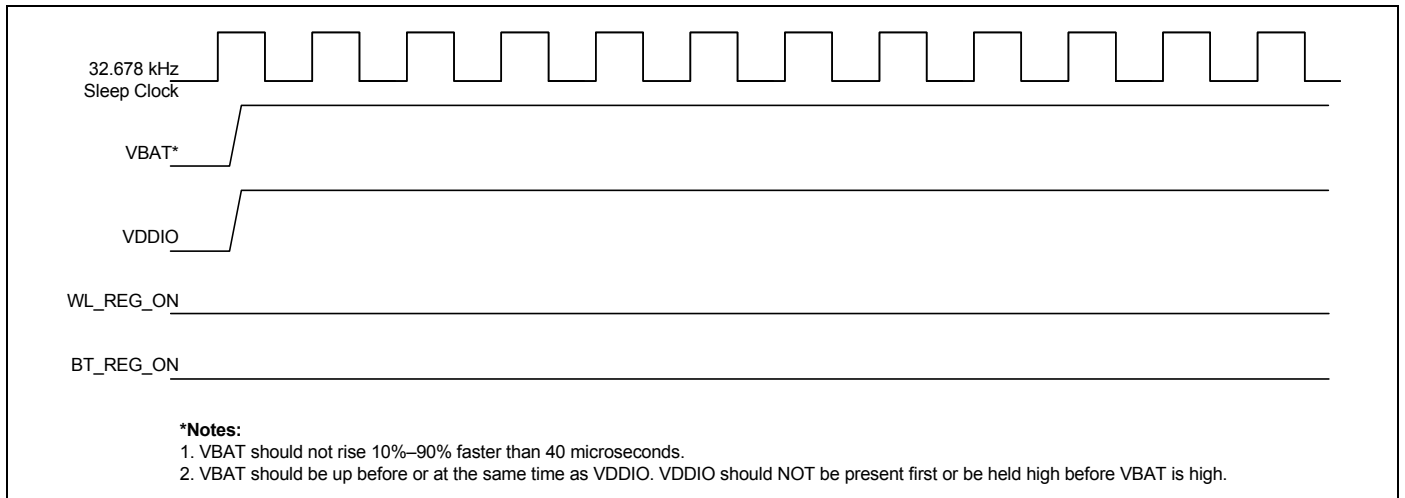 32.678 kHz
Sleep Clock
VBAT*
VDDIO
WL_REG_ON
BT_REG_ON
*Notes:
1. VBAT should not rise 10%–90% faster than 40 microseconds.
2. VBAT should be up before or at the same time as VDDIO. VDDIO should NOT be present first or be held high before VBAT is high.